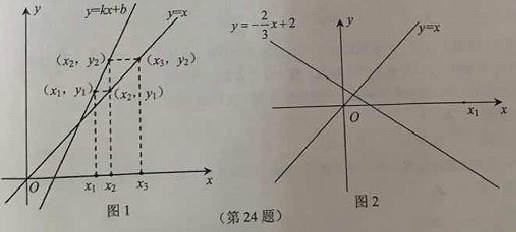 y=kx+b
y=x
y
(x₂, y₂)
(x₃, y₂)
(x₁, y₁)
(x₂, y₁)
O
x₁
x₂
x₃
x
图1
y=-2/3x+2
y
y=x
O
x₁
x
图2
(第24题)